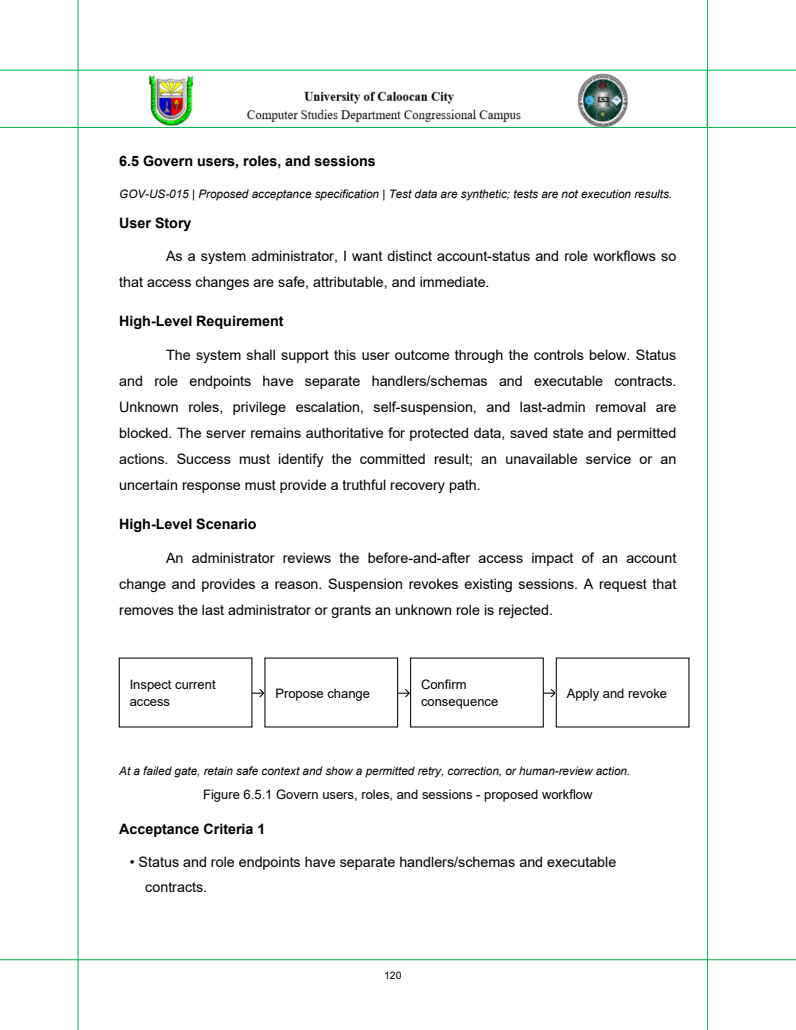 University of Caloocan City
Computer Studies Department Congressional Campus
6.5 Govern users, roles, and sessions
GOV-US-015 | Proposed acceptance specification | Test data are synthetic; tests are not execution results.
User Story
As a system administrator, I want distinct account-status and role workflows so
that access changes are safe, attributable, and immediate.
High-Level Requirement
The system shall support this user outcome through the controls below. Status
and role endpoints have separate handlers/schemas and executable contracts.
Unknown roles, privilege escalation, self-suspension, and last-admin removal are
blocked. The server remains authoritative for protected data, saved state and permitted
actions. Success must identify the committed result; an unavailable service or an
uncertain response must provide a truthful recovery path.
High-Level Scenario
An administrator reviews the before-and-after access impact of an account
change and provides a reason. Suspension revokes existing sessions. A request that
removes the last administrator or grants an unknown role is rejected.
Inspect current
access
Propose change
Confirm
consequence
Apply and revoke
At a failed gate, retain safe context and show a permitted retry, correction, or human-review action.
Figure 6.5.1 Govern users, roles, and sessions - proposed workflow
Acceptance Criteria 1
• Status and role endpoints have separate handlers/schemas and executable
contracts.
120